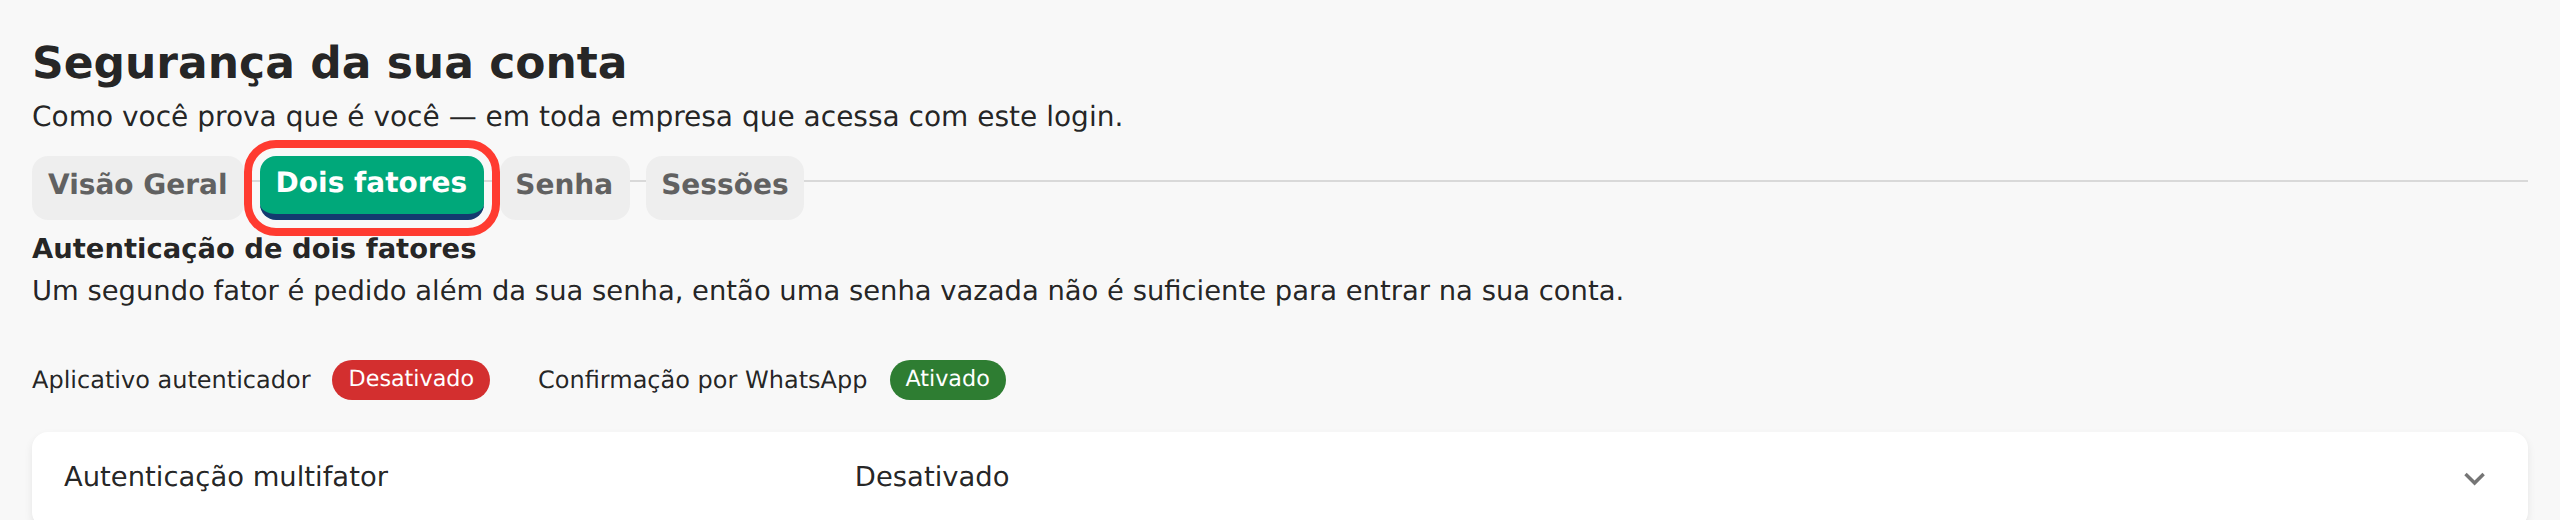 Segurança da sua conta
Como você prova que é você — em toda empresa que acessa com este login.
Visão Geral Dois fatores Senha Sessões
Autenticação de dois fatores
Um segundo fator é pedido além da sua senha, então uma senha vazada não é suficiente para entrar na sua conta.
Aplicativo autenticador Desativado Confirmação por WhatsApp Ativado
Autenticação multifator Desativado